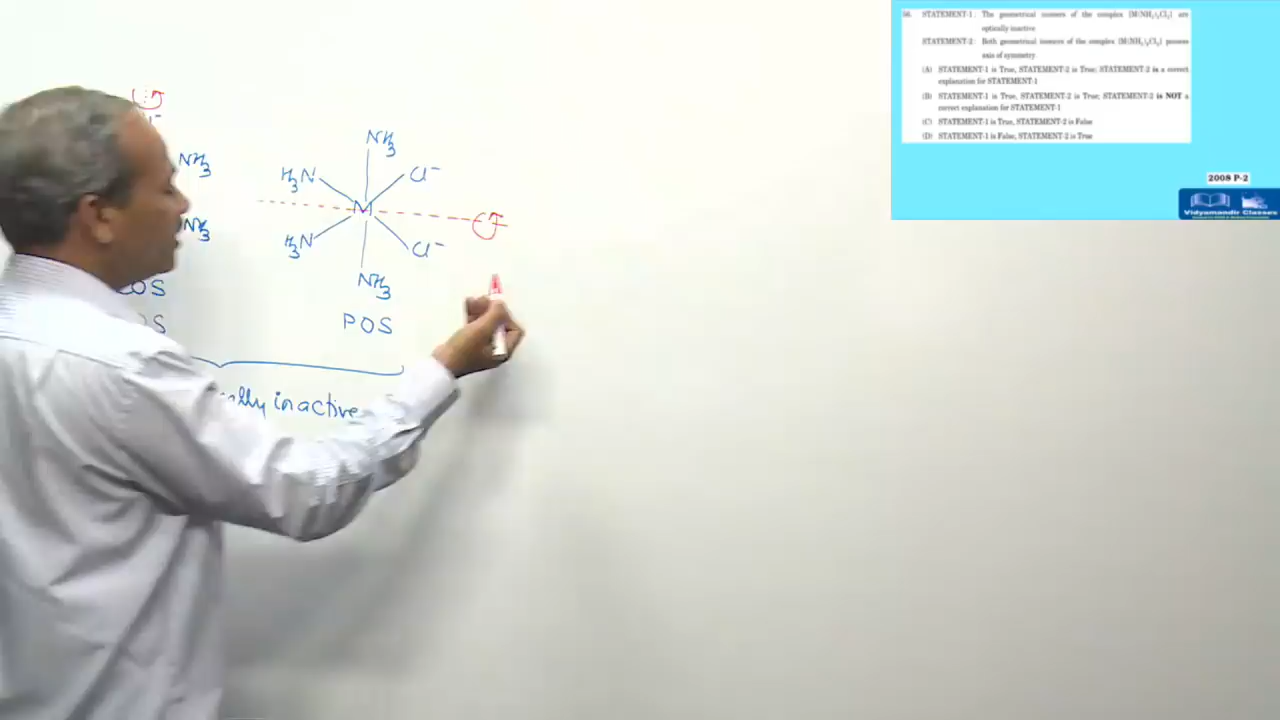 56. STATEMENT-1 : The geometrical isomers of the complex [M(NH3)4Cl2] are
optically inactive
STATEMENT-2 : Both geometrical isomers of the complex [M(NH3)4Cl2] possess
axis of symmetry
(A) STATEMENT-1 is True, STATEMENT-2 is True; STATEMENT-2 is a correct
explanation for STATEMENT-1
(B) STATEMENT-1 is True, STATEMENT-2 is True; STATEMENT-2 is NOT a
correct explanation for STATEMENT-1
(C) STATEMENT-1 is True, STATEMENT-2 is False
(D) STATEMENT-1 is False, STATEMENT-2 is True
2008 P-2
Vidyamandir Classes
NH3
NH3
COS
OS
NH3
H3N
Cl-
M
H3N
Cl-
NH3
POS
ally inactive